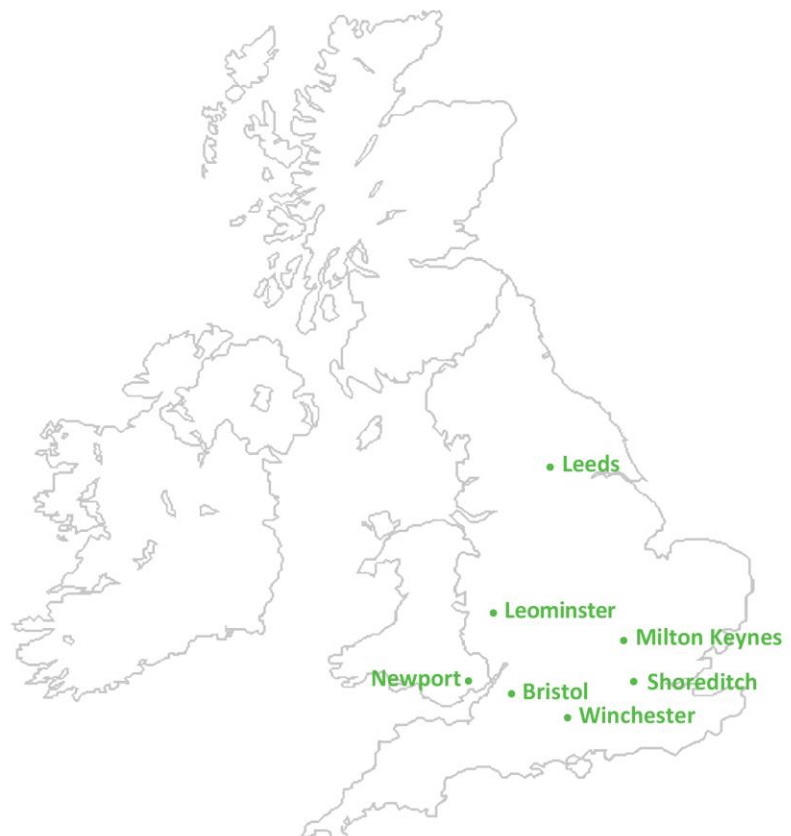 Leeds
Leominster
Milton Keynes
Newport
Shoreditch
Bristol
Winchester